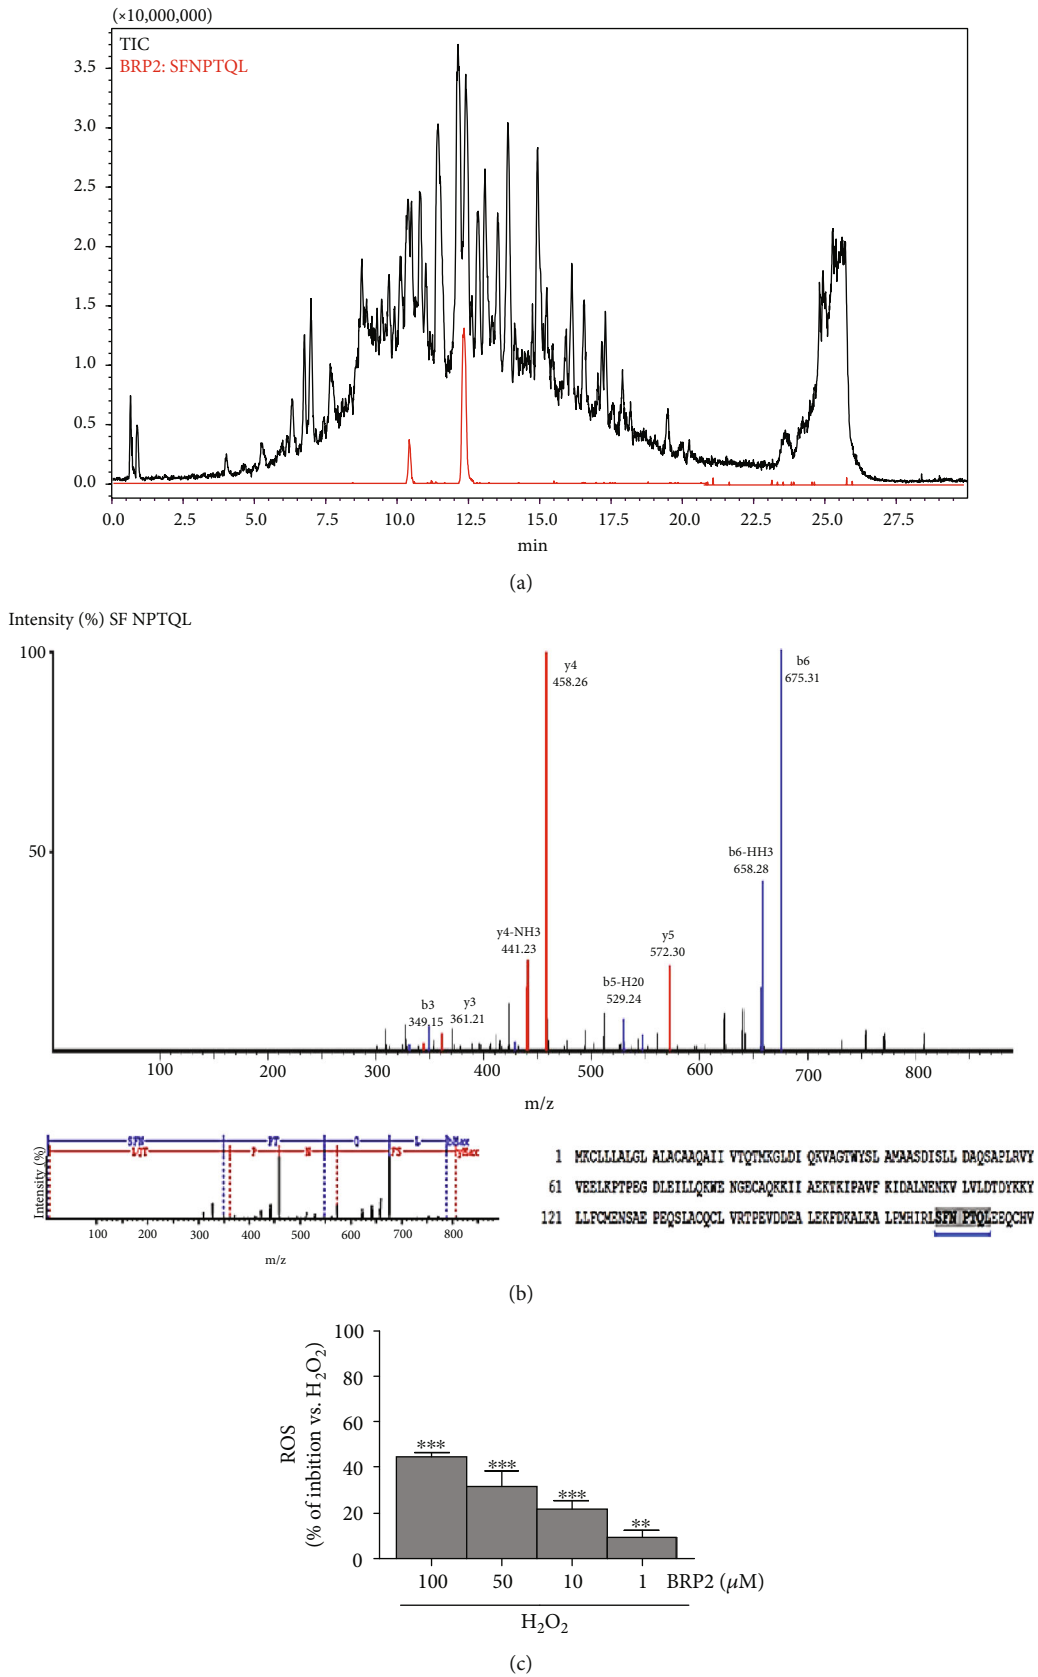 (×10,000,000)
TIC
BRP2: SFNPTQL
3.5
3.0
2.5
2.0
1.5
1.0
0.5
0.0
0.0 2.5 5.0 7.5 10.0 12.5 15.0 17.5 20.0 22.5 25.0 27.5
min
(a)
Intensity (%) SF NPTQL
100
50
y4
458.26
b6
675.31
b6-HH3
658.28
y4-NH3
441.23
y5
572.30
b5-H20
529.24
b3
349.15
y3
361.21
100 200 300 400 500 600 700 800
m/z
SFN PT Q L bMax
LQT P N FS yMax
Intensity (%)
100 200 300 400 500 600 700 800
m/z
1 MKCLLLALGL ALACAAQAII VTQTMKGLDI QKVAGTWYSL AMAASDISLL DAQSAPLRVY
61 VEELKPTPEG DLEILLQKWE NGECAQKKII AEKTKIPAVF KIDALNENKV LVLDTDYKKY
121 LLFCMENSAE PEQSLACQCL VRTPEVDDEA LEKFDKALKA LPMHIRLSFN PTQLEEQCHV
(b)
ROS
(% of inbition vs. H₂O₂)
100
80
60
40
20
0
***
***
***
**
100 50 10 1 BRP2 (μM)
H₂O₂
(c)